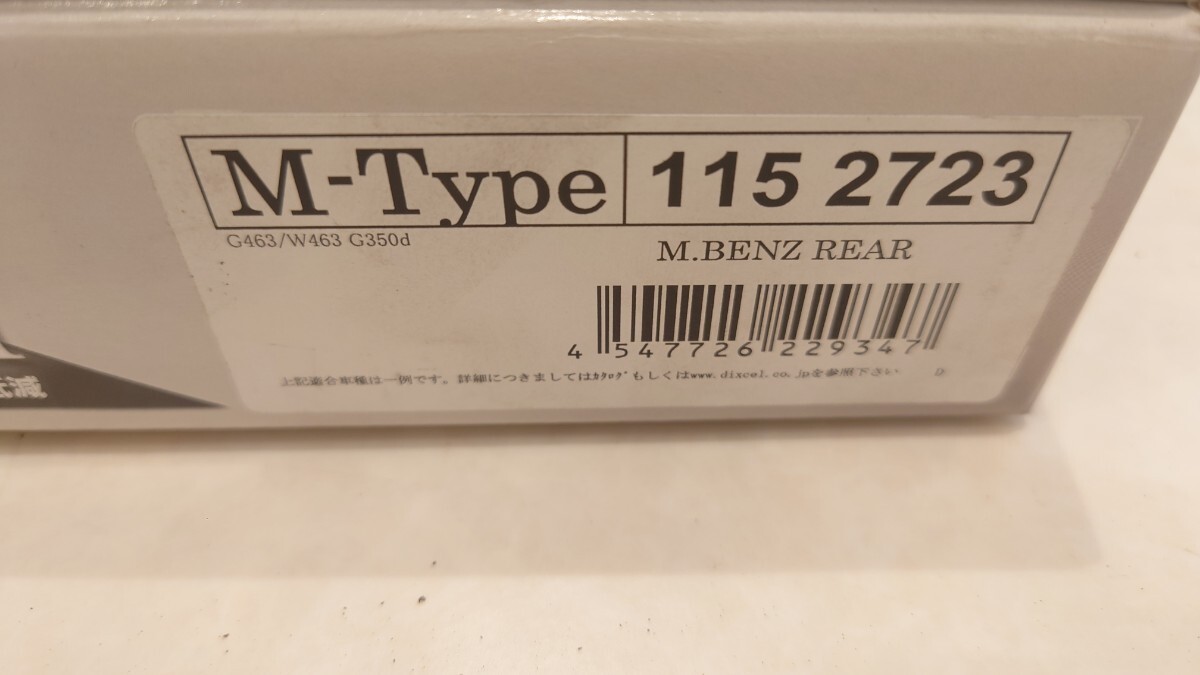 M-Type 115 2723
G463/W463 G350d
M.BENZ REAR
4 547726 229347
上記適合車種は一例です。詳細につきましてはｶﾀﾛｸﾞもしくはwww.dixcel.co.jpを参照下さい
減